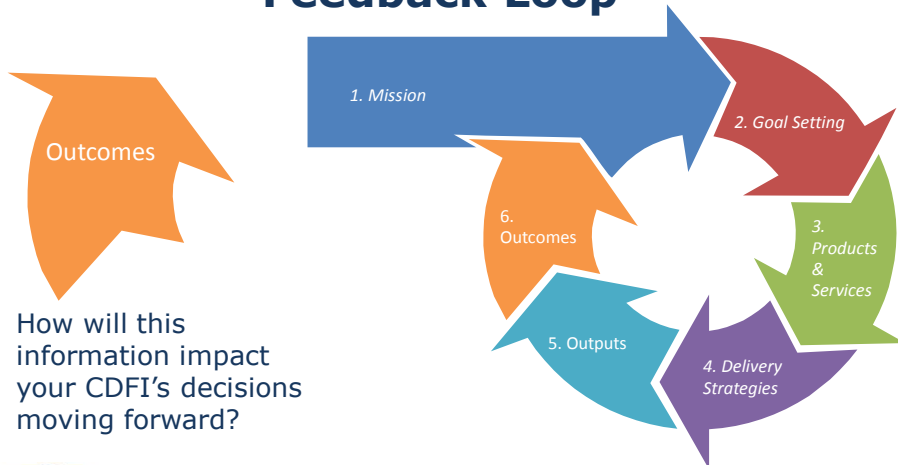 Feedback Loop
1. Mission
2. Goal Setting
Outcomes
6.
Outcomes
3.
Products
&
Services
5. Outputs
4. Delivery
Strategies
How will this
information impact
your CDFI's decisions
moving forward?